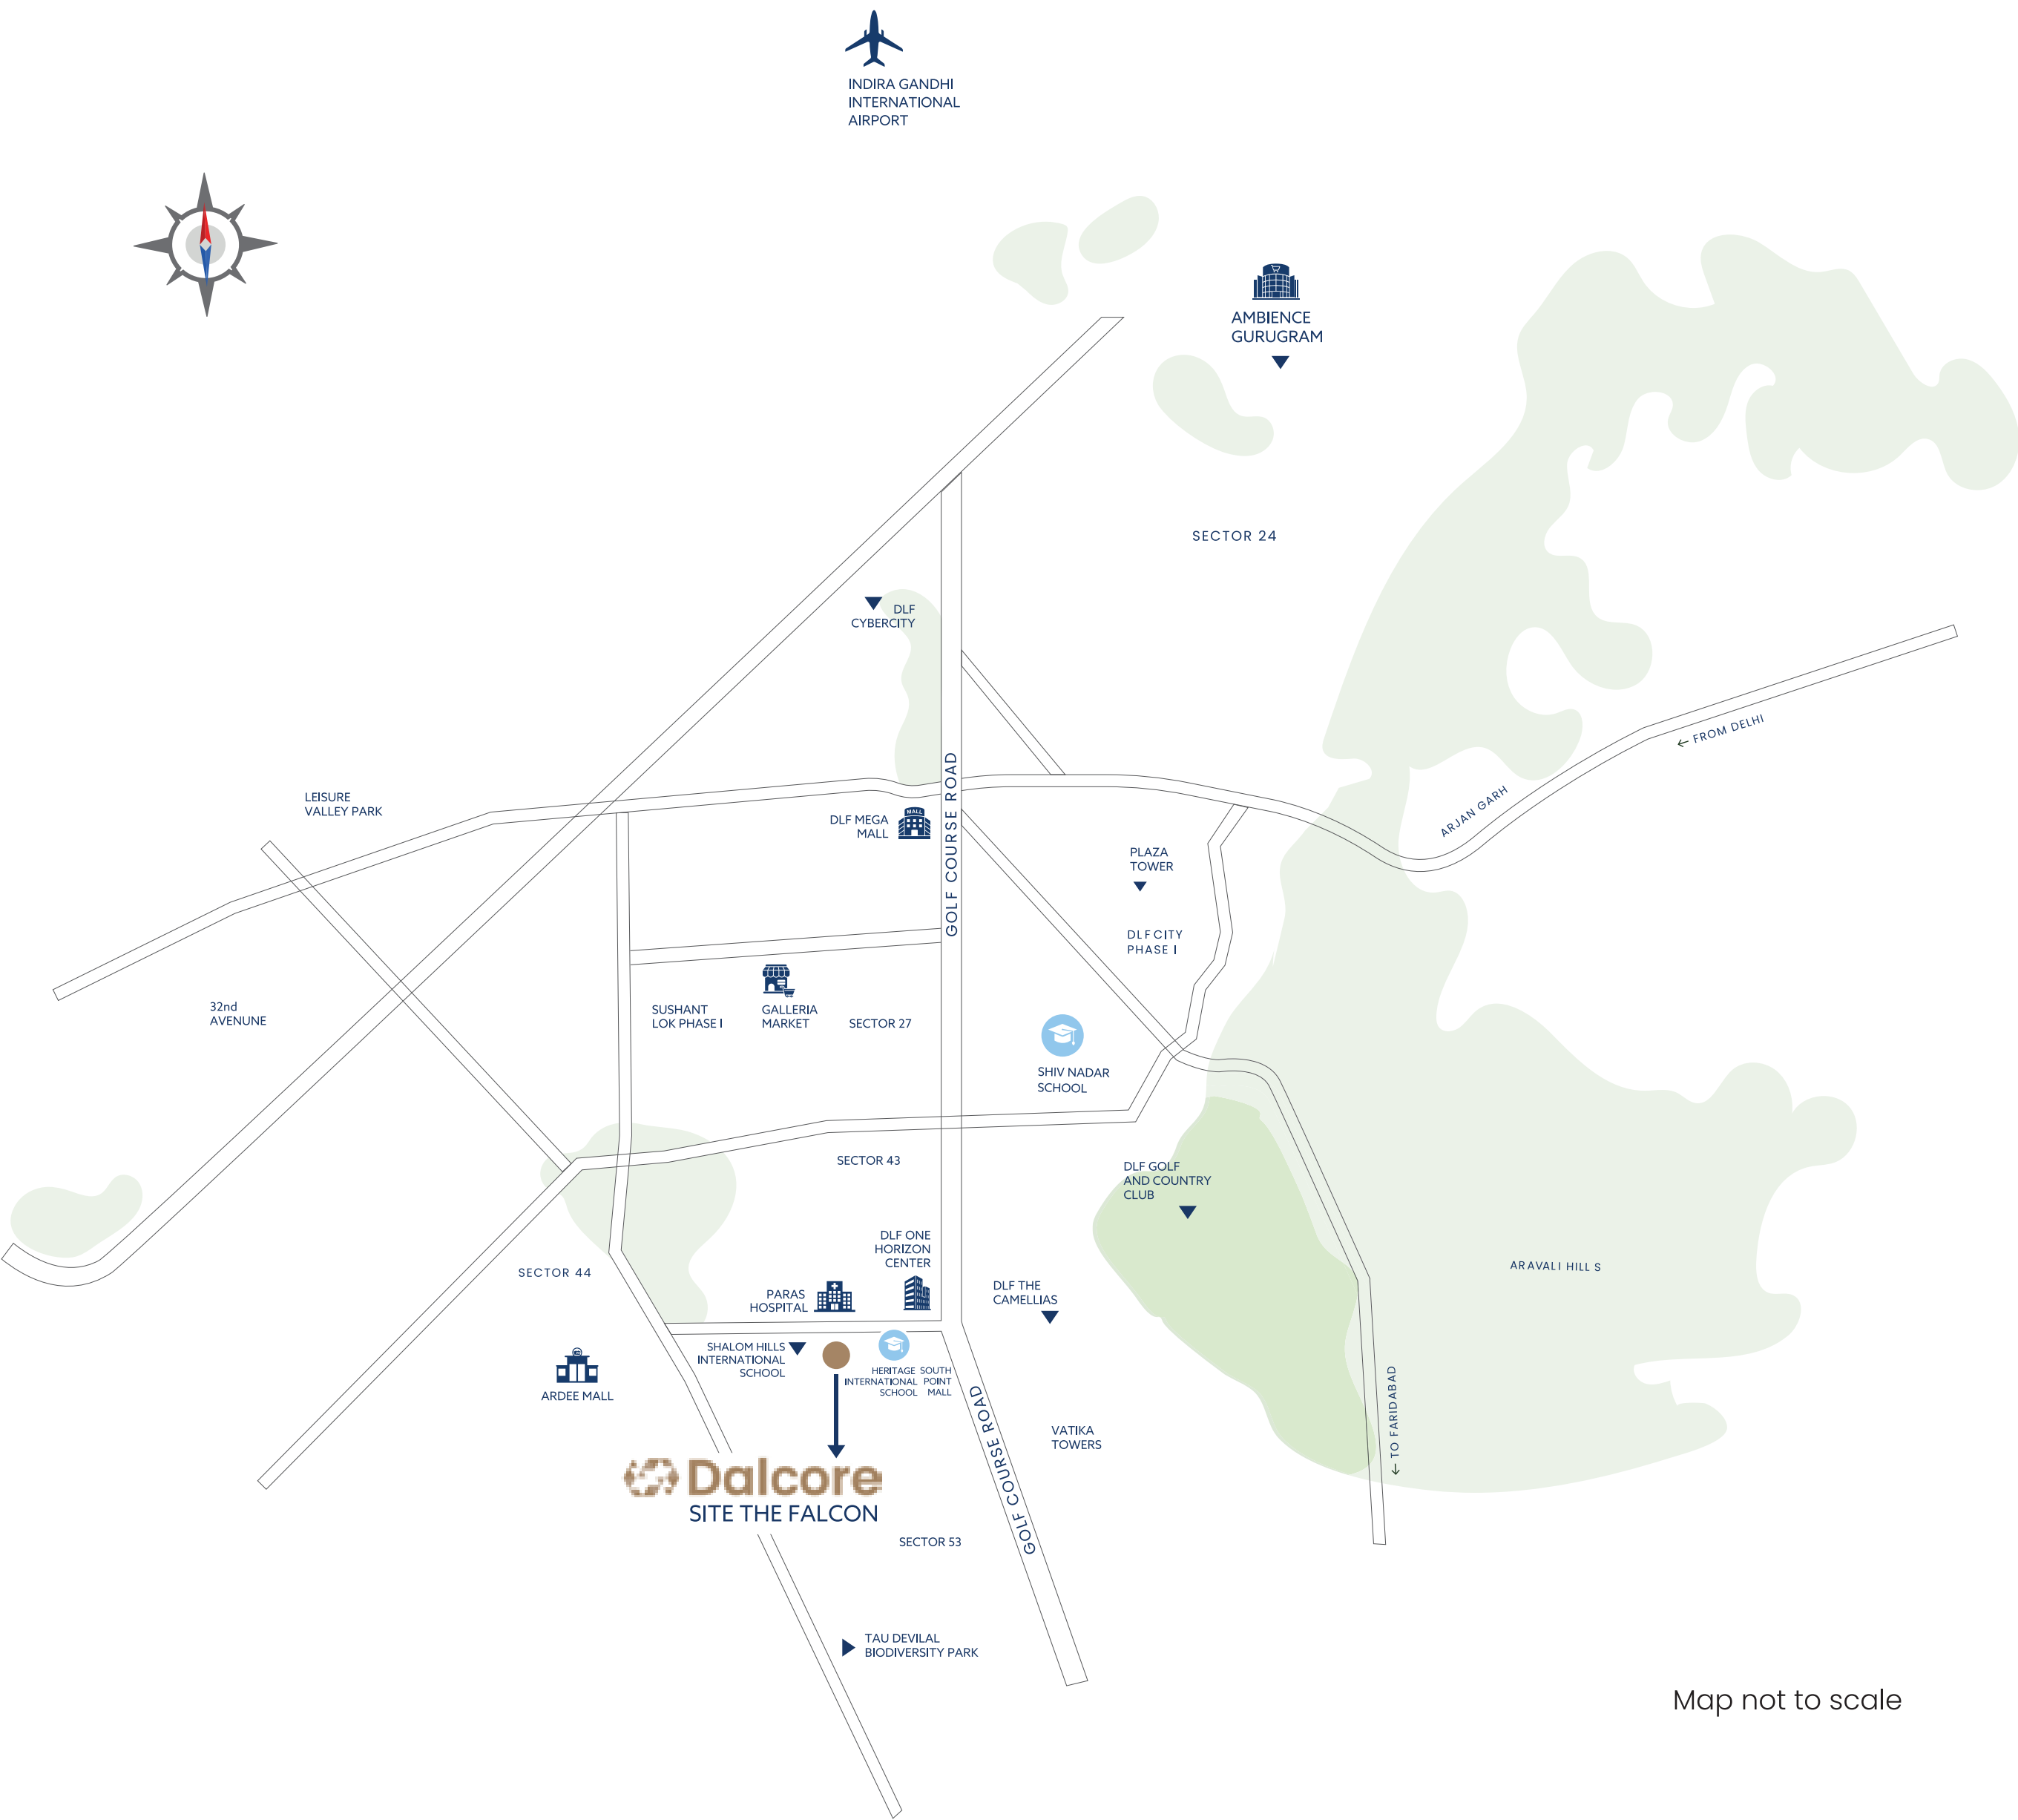 INDIRA GANDHI
INTERNATIONAL
AIRPORT
AMBIENCE
GURUGRAM
SECTOR 24
DLF
CYBERCITY
← FROM DELHI
ARJAN GARH
LEISURE
VALLEY PARK
DLF MEGA
MALL
MALL
GOLF COURSE ROAD
PLAZA
TOWER
DLF CITY
PHASE I
32nd
AVENUNE
SUSHANT
LOK PHASE I
GALLERIA
MARKET
SECTOR 27
SHIV NADAR
SCHOOL
SECTOR 43
DLF GOLF
AND COUNTRY
CLUB
DLF ONE
HORIZON
CENTER
SECTOR 44
ARAVALI HILLS
PARAS
HOSPITAL
DLF THE
CAMELLIAS
SHALOM HILLS
INTERNATIONAL
SCHOOL
HERITAGE
INTERNATIONAL
SCHOOL
SOUTH
POINT
MALL
ARDEE MALL
← TO FARIDABAD
GOLF COURSE ROAD
VATIKA
TOWERS
Dalcore
SITE THE FALCON
SECTOR 53
TAU DEVILAL
BIODIVERSITY PARK
Map not to scale